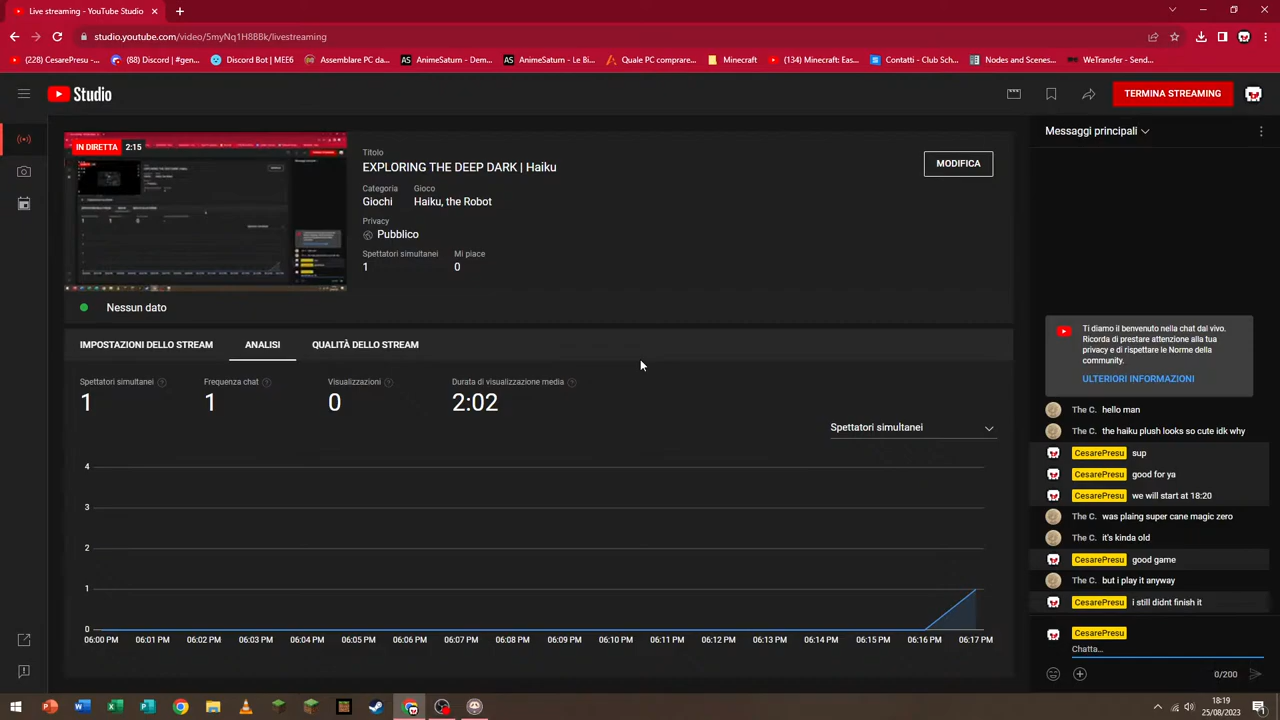 Live streaming - YouTube Studio
studio.youtube.com/video/5myNq1H8Bk/livestreaming
(228) CesarePresu -...
(88) Discord | #gen...
Discord Bot | MEE6
Assemblare PC da...
AnimeSaturn - Dem...
AnimeSaturn - Le Bi...
Quale PC comprare...
Minecraft
(134) Minecraft: Eas...
Contatti - Club Sch...
Nodes and Scenes...
WeTransfer - Send...
Studio
TERMINA STREAMING
IN DIRETTA 2:15
Titolo
EXPLORING THE DEEP DARK | Haiku
MODIFICA
Categoria Gioco
Giochi Haiku, the Robot
Privacy
Pubblico
Spettatori simultanei Mi piace
1 0
Nessun dato
IMPOSTAZIONI DELLO STREAM ANALISI QUALITÀ DELLO STREAM
Spettatori simultanei Frequenza chat Visualizzazioni Durata di visualizzazione media
1 1 0 2:02
Spettatori simultanei
4
3
2
1
0
06:00 PM 06:01 PM 06:02 PM 06:03 PM 06:04 PM 06:05 PM 06:06 PM 06:07 PM 06:08 PM 06:09 PM 06:10 PM 06:11 PM 06:12 PM 06:13 PM 06:14 PM 06:15 PM 06:16 PM 06:17 PM
Messaggi principali
Ti diamo il benvenuto nella chat dal vivo.
Ricorda di prestare attenzione alla tua
privacy e di rispettare le Norme della
community.
ULTERIORI INFORMAZIONI
The C. hello man
The C. the haiku plush looks so cute idk why
CesarePresu sup
CesarePresu good for ya
CesarePresu we will start at 18:20
The C. was plaing super cane magic zero
The C. it's kinda old
CesarePresu good game
The C. but i play it anyway
CesarePresu i still didnt finish it
CesarePresu
Chatta...
0/200
18:19
25/08/2023